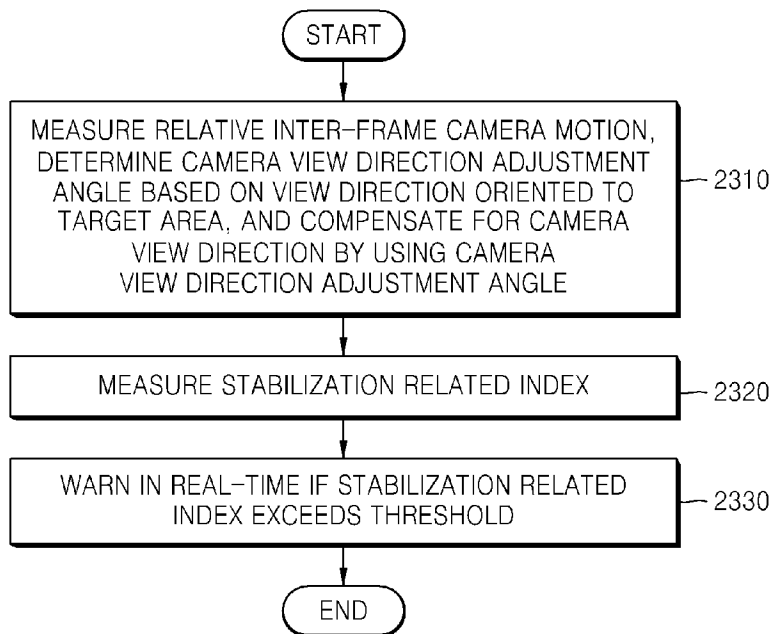 START
MEASURE RELATIVE INTER-FRAME CAMERA MOTION,
DETERMINE CAMERA VIEW DIRECTION ADJUSTMENT
ANGLE BASED ON VIEW DIRECTION ORIENTED TO
TARGET AREA, AND COMPENSATE FOR CAMERA
VIEW DIRECTION BY USING CAMERA
VIEW DIRECTION ADJUSTMENT ANGLE
2310
MEASURE STABILIZATION RELATED INDEX
2320
WARN IN REAL-TIME IF STABILIZATION RELATED
INDEX EXCEEDS THRESHOLD
2330
END